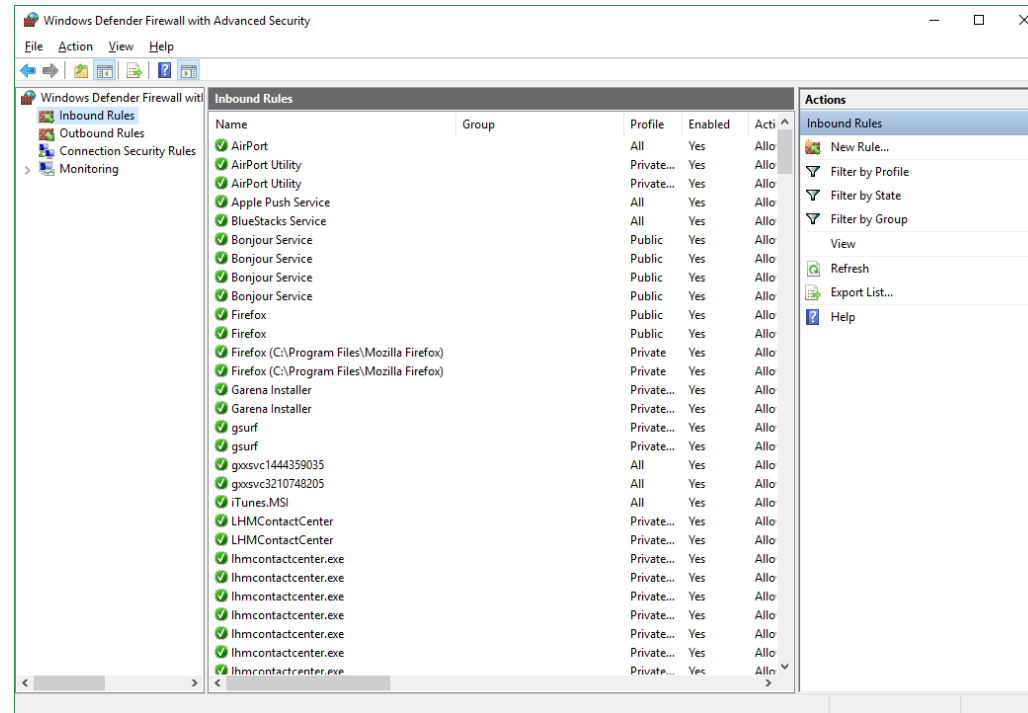 Windows Defender Firewall with Advanced Security
File Action View Help
Windows Defender Firewall witl
Inbound Rules
Outbound Rules
Connection Security Rules
Monitoring
Inbound Rules
Name Group Profile Enabled Acti
AirPort All Yes Allo
AirPort Utility Private... Yes Allo
AirPort Utility Private... Yes Allo
Apple Push Service All Yes Allo
BlueStacks Service All Yes Allo
Bonjour Service Public Yes Allo
Bonjour Service Public Yes Allo
Bonjour Service Public Yes Allo
Bonjour Service Public Yes Allo
Firefox Public Yes Allo
Firefox Public Yes Allo
Firefox (C:\Program Files\Mozilla Firefox) Private Yes Allo
Firefox (C:\Program Files\Mozilla Firefox) Private Yes Allo
Garena Installer Private... Yes Allo
Garena Installer Private... Yes Allo
gsurf Private... Yes Allo
gsurf Private... Yes Allo
gxxsvc1444359035 All Yes Allo
gxxsvc3210748205 All Yes Allo
iTunes.MSI All Yes Allo
LHMContactCenter Private... Yes Allo
LHMContactCenter Private... Yes Allo
lhmcontactcenter.exe Private... Yes Allo
lhmcontactcenter.exe Private... Yes Allo
lhmcontactcenter.exe Private... Yes Allo
lhmcontactcenter.exe Private... Yes Allo
lhmcontactcenter.exe Private... Yes Allo
lhmcontactcenter.exe Private... Yes Allo
lhmcontactcenter.exe Private... Yes Allo
Actions
Inbound Rules
New Rule...
Filter by Profile
Filter by State
Filter by Group
View
Refresh
Export List...
Help